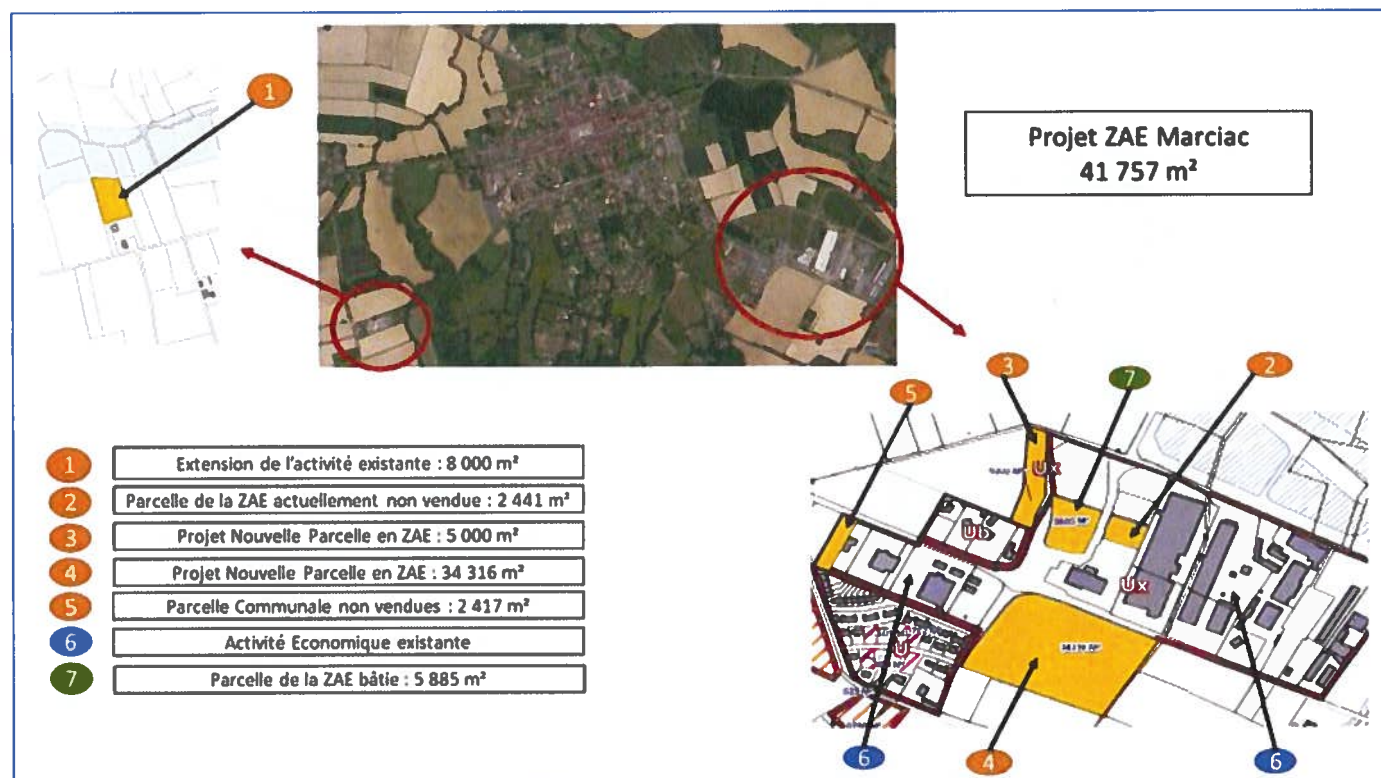 1
Projet ZAE Marciac
41 757 m²
3
7
2
5
1 Extension de l'activité existante : 8 000 m²
2 Parcelle de la ZAE actuellement non vendue : 2 441 m²
3 Projet Nouvelle Parcelle en ZAE : 5 000 m²
4 Projet Nouvelle Parcelle en ZAE : 34 316 m²
5 Parcelle Communale non vendues : 2 417 m²
6 Activité Economique existante
7 Parcelle de la ZAE bâtie : 5 885 m²
Ux
Ub
Ux
U
6
4
6